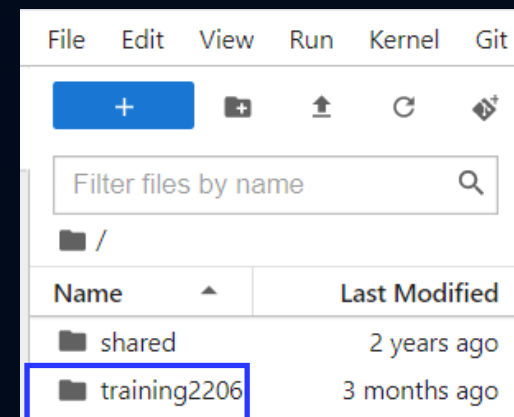 File Edit View Run Kernel Git
+
Filter files by name
/
Name Last Modified
shared 2 years ago
training2206 3 months ago